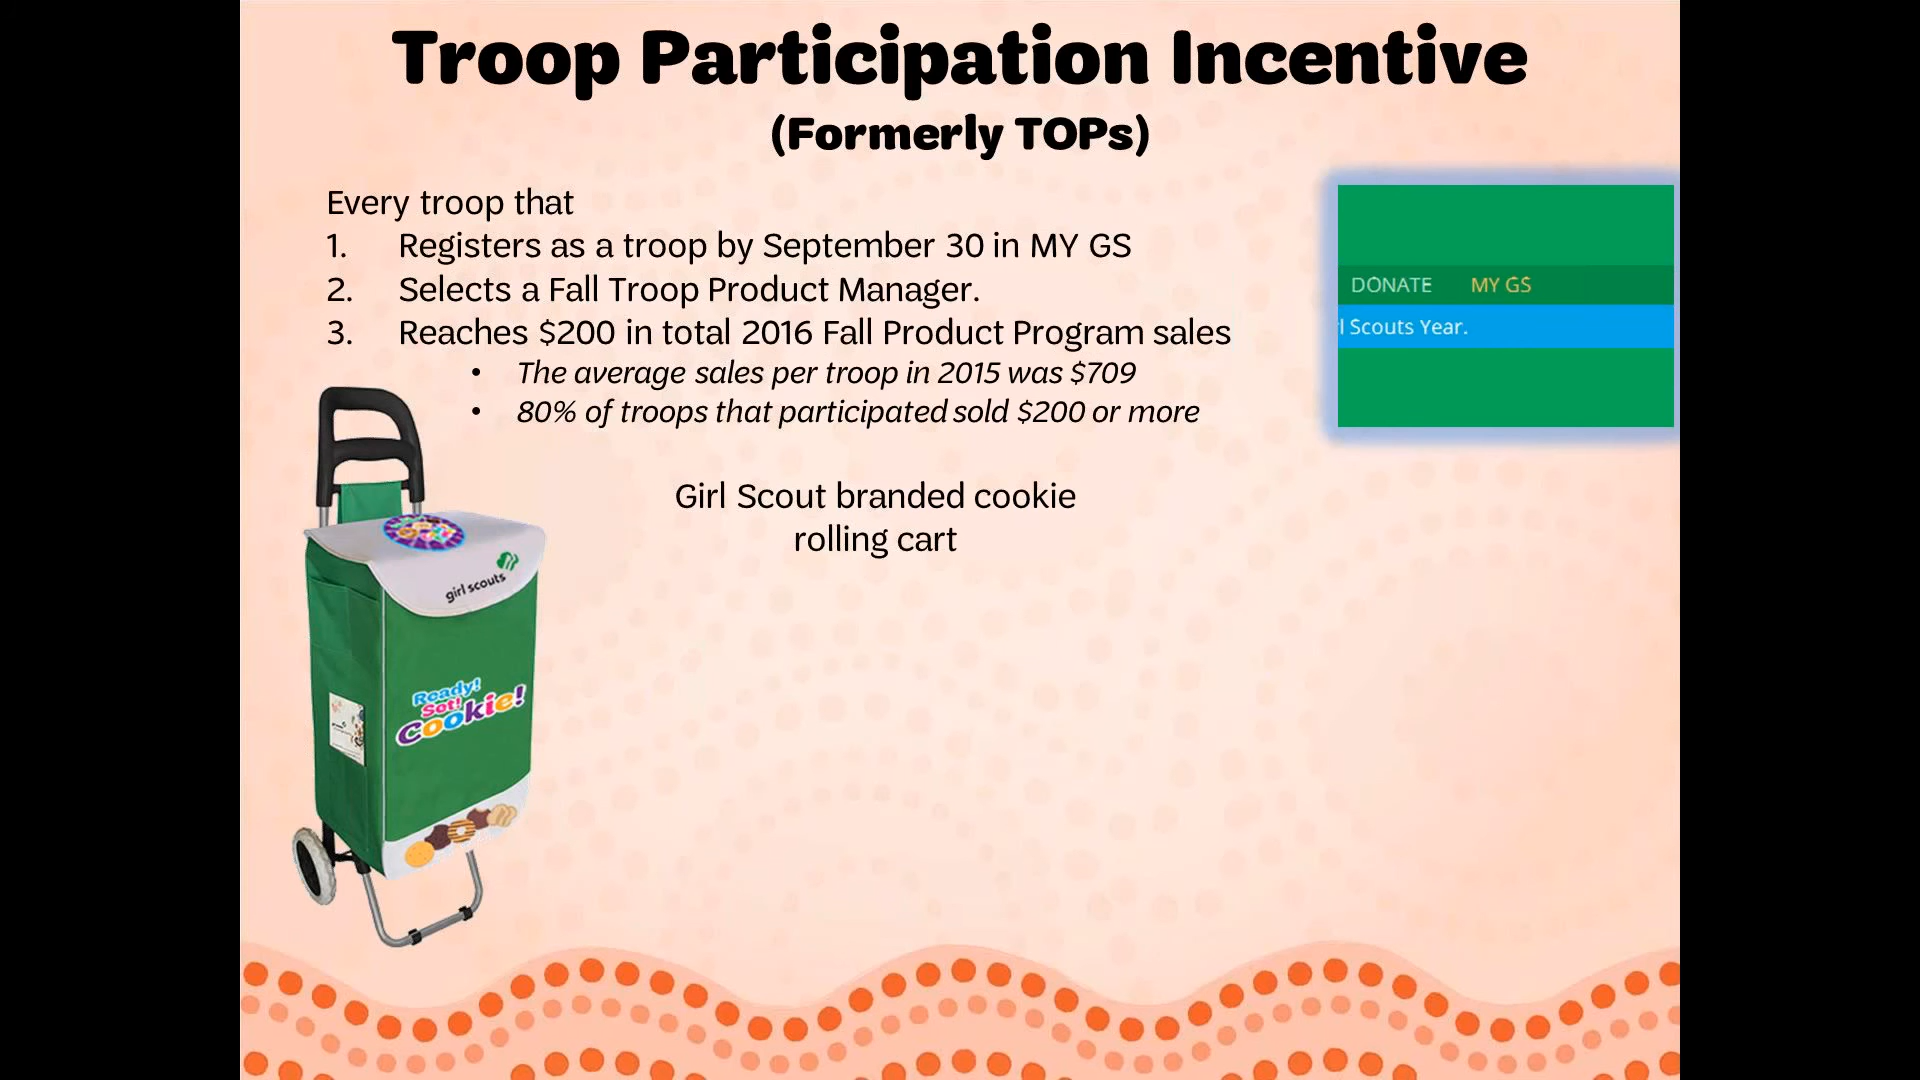 Troop Participation Incentive
(Formerly TOPs)
Every troop that
1. Registers as a troop by September 30 in MY GS
2. Selects a Fall Troop Product Manager.
3. Reaches $200 in total 2016 Fall Product Program sales
• The average sales per troop in 2015 was $709
• 80% of troops that participated sold $200 or more
DONATE MY GS
l Scouts Year.
Girl Scout branded cookie
rolling cart
girl scouts
Ready!
Set!
Cookie!